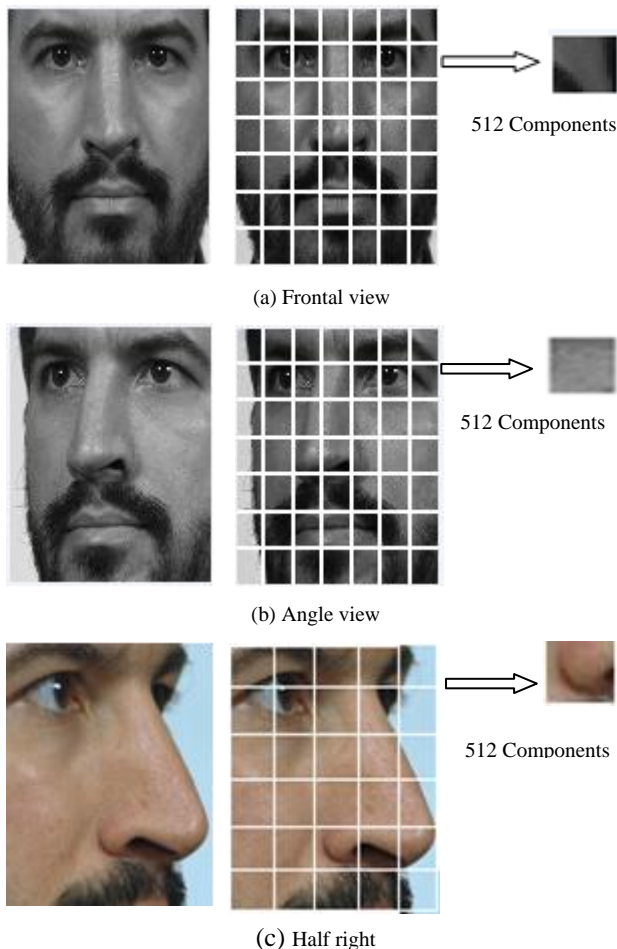 512 Components
(a) Frontal view
512 Components
(b) Angle view
512 Components
(c) Half right